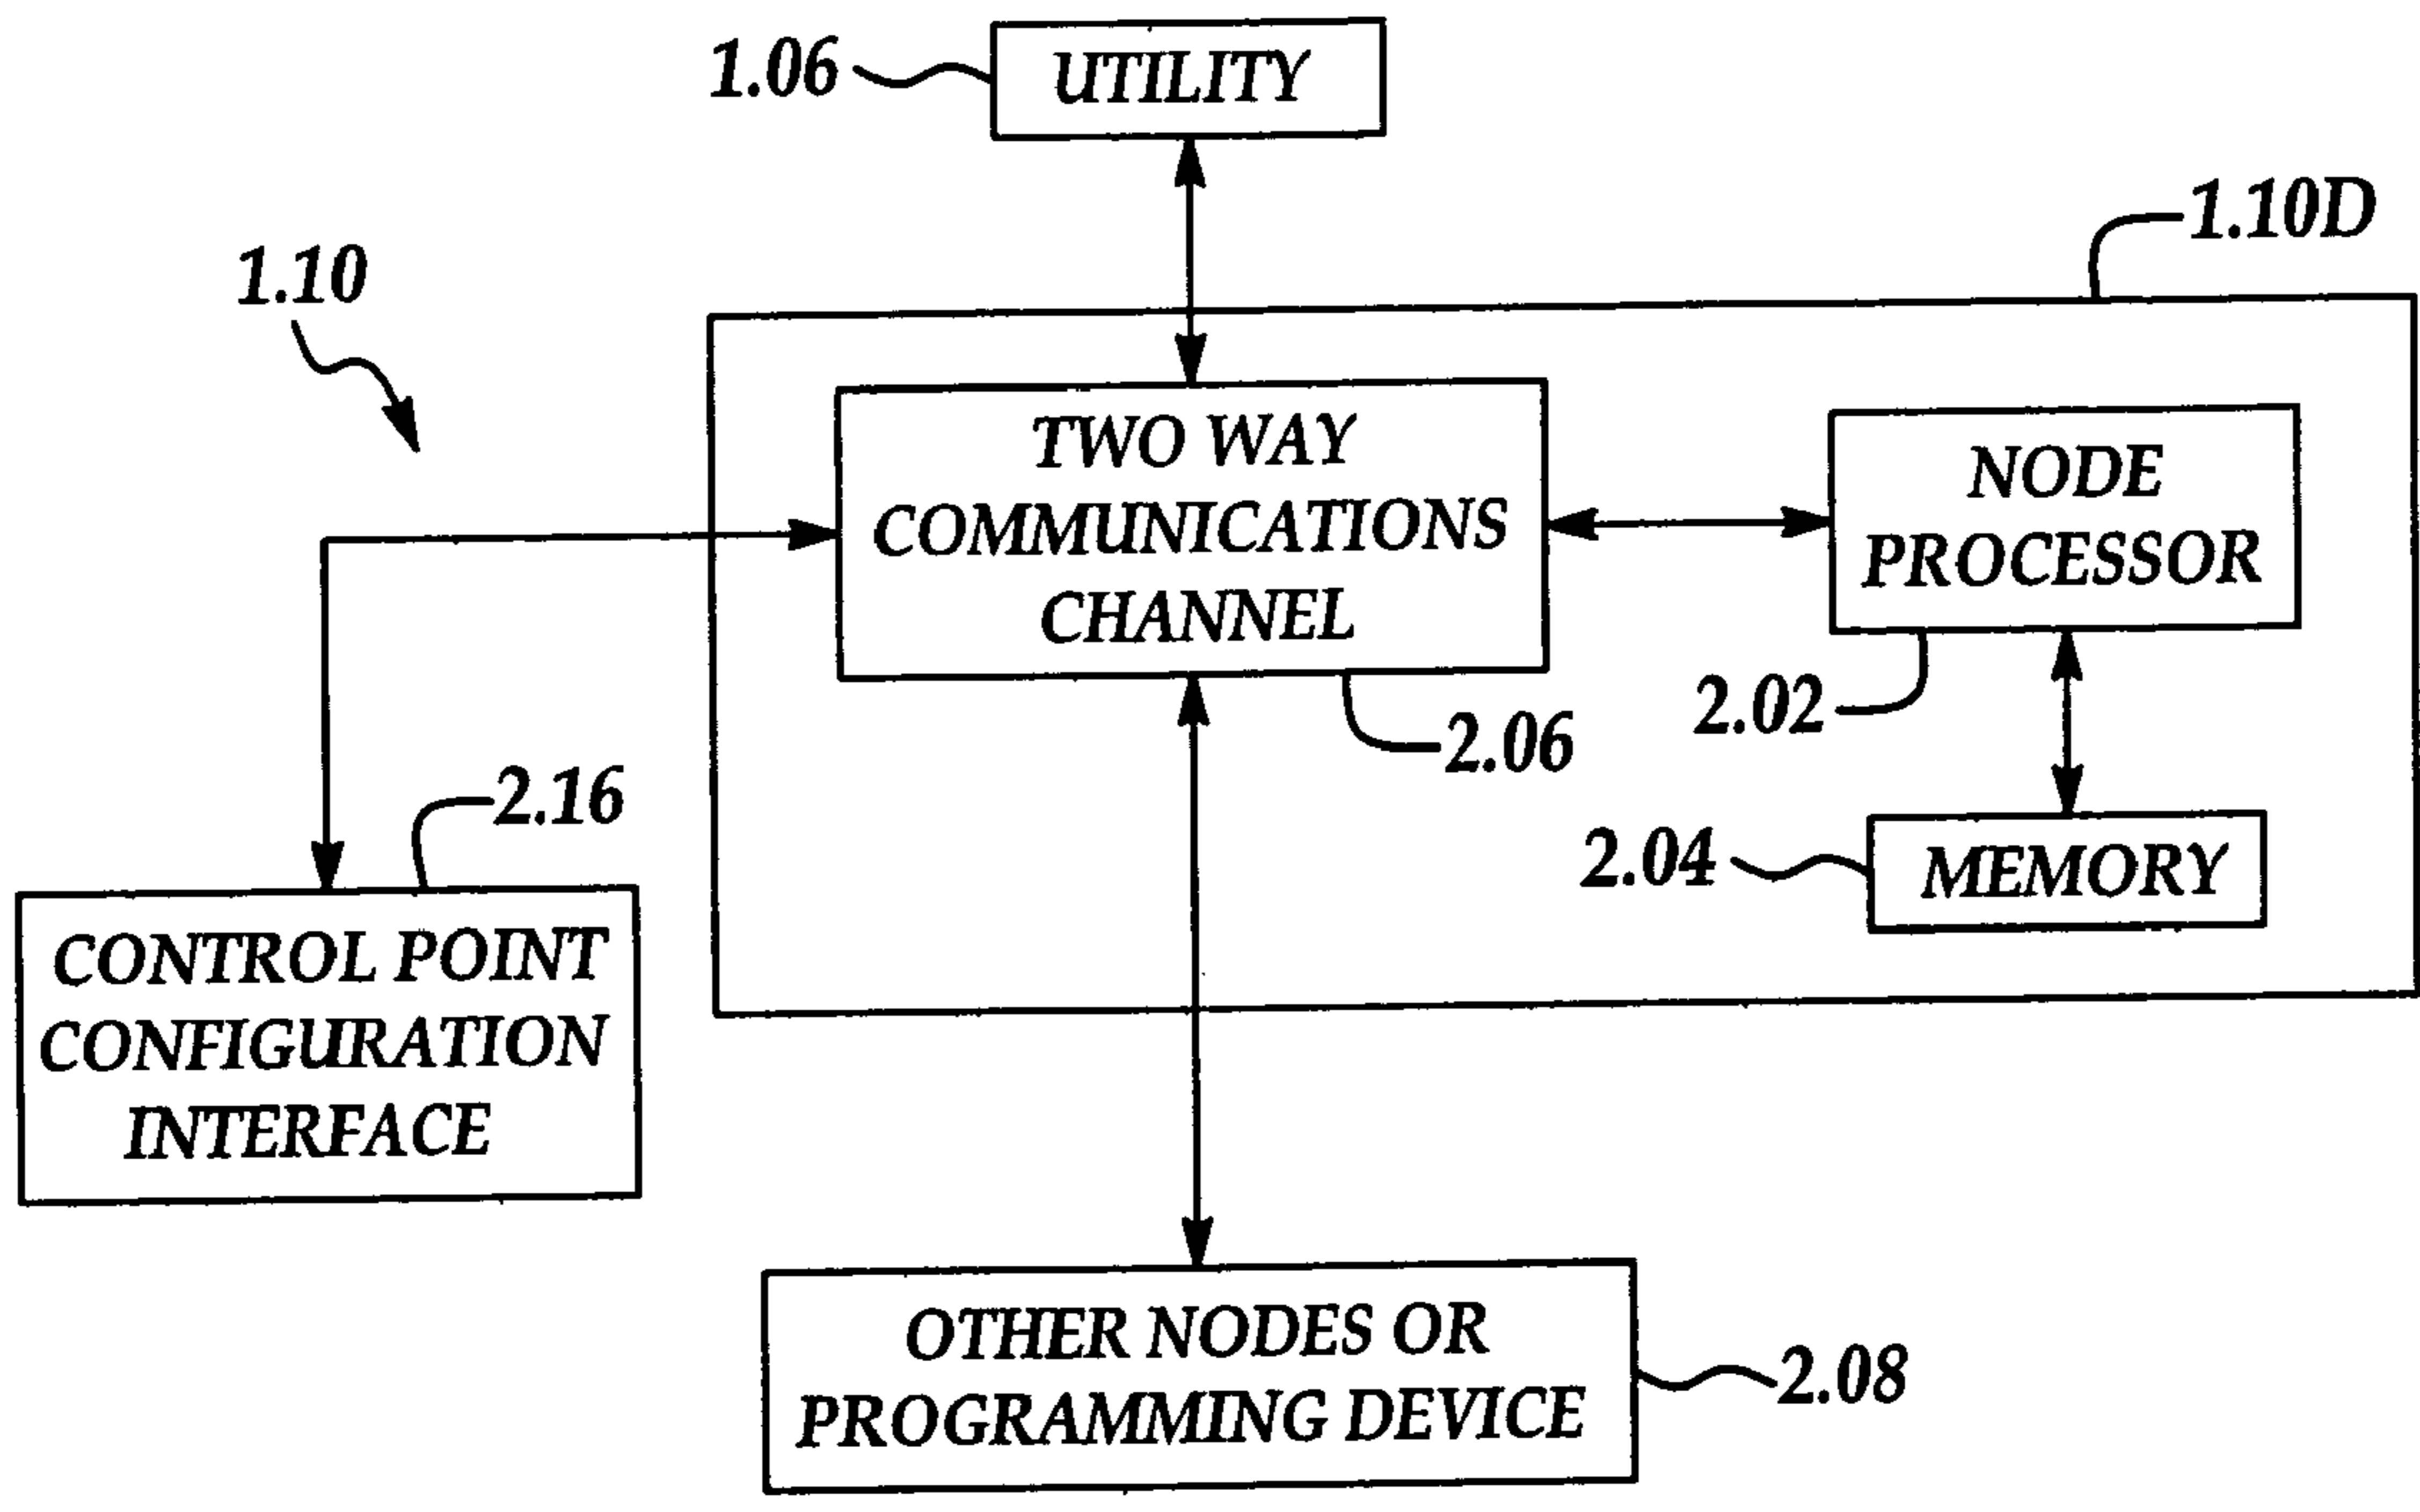 1.06
UTILITY
1.10D
1.10
TWO WAY
COMMUNICATIONS
CHANNEL
NODE
PROCESSOR
2.02
2.06
2.16
2.04
MEMORY
CONTROL POINT
CONFIGURATION
INTERFACE
OTHER NODES OR
PROGRAMMING DEVICE
2.08